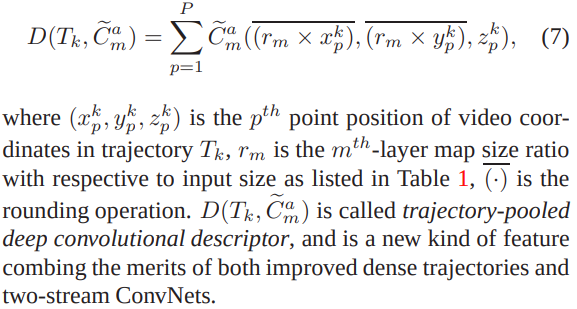 D(T_k, \widetilde{C}_m^a) = \sum_{p=1}^{P} \widetilde{C}_m^a(\overline{(r_m \times x_p^k)}, \overline{(r_m \times y_p^k)}, z_p^k), (7)
where (x_p^k, y_p^k, z_p^k) is the p^{th} point position of video coor-
dinates in trajectory T_k, r_m is the m^{th}-layer map size ratio
with respective to input size as listed in Table 1, \overline{(\cdot)} is the
rounding operation. D(T_k, \widetilde{C}_m^a) is called trajectory-pooled
deep convolutional descriptor, and is a new kind of feature
combing the merits of both improved dense trajectories and
two-stream ConvNets.